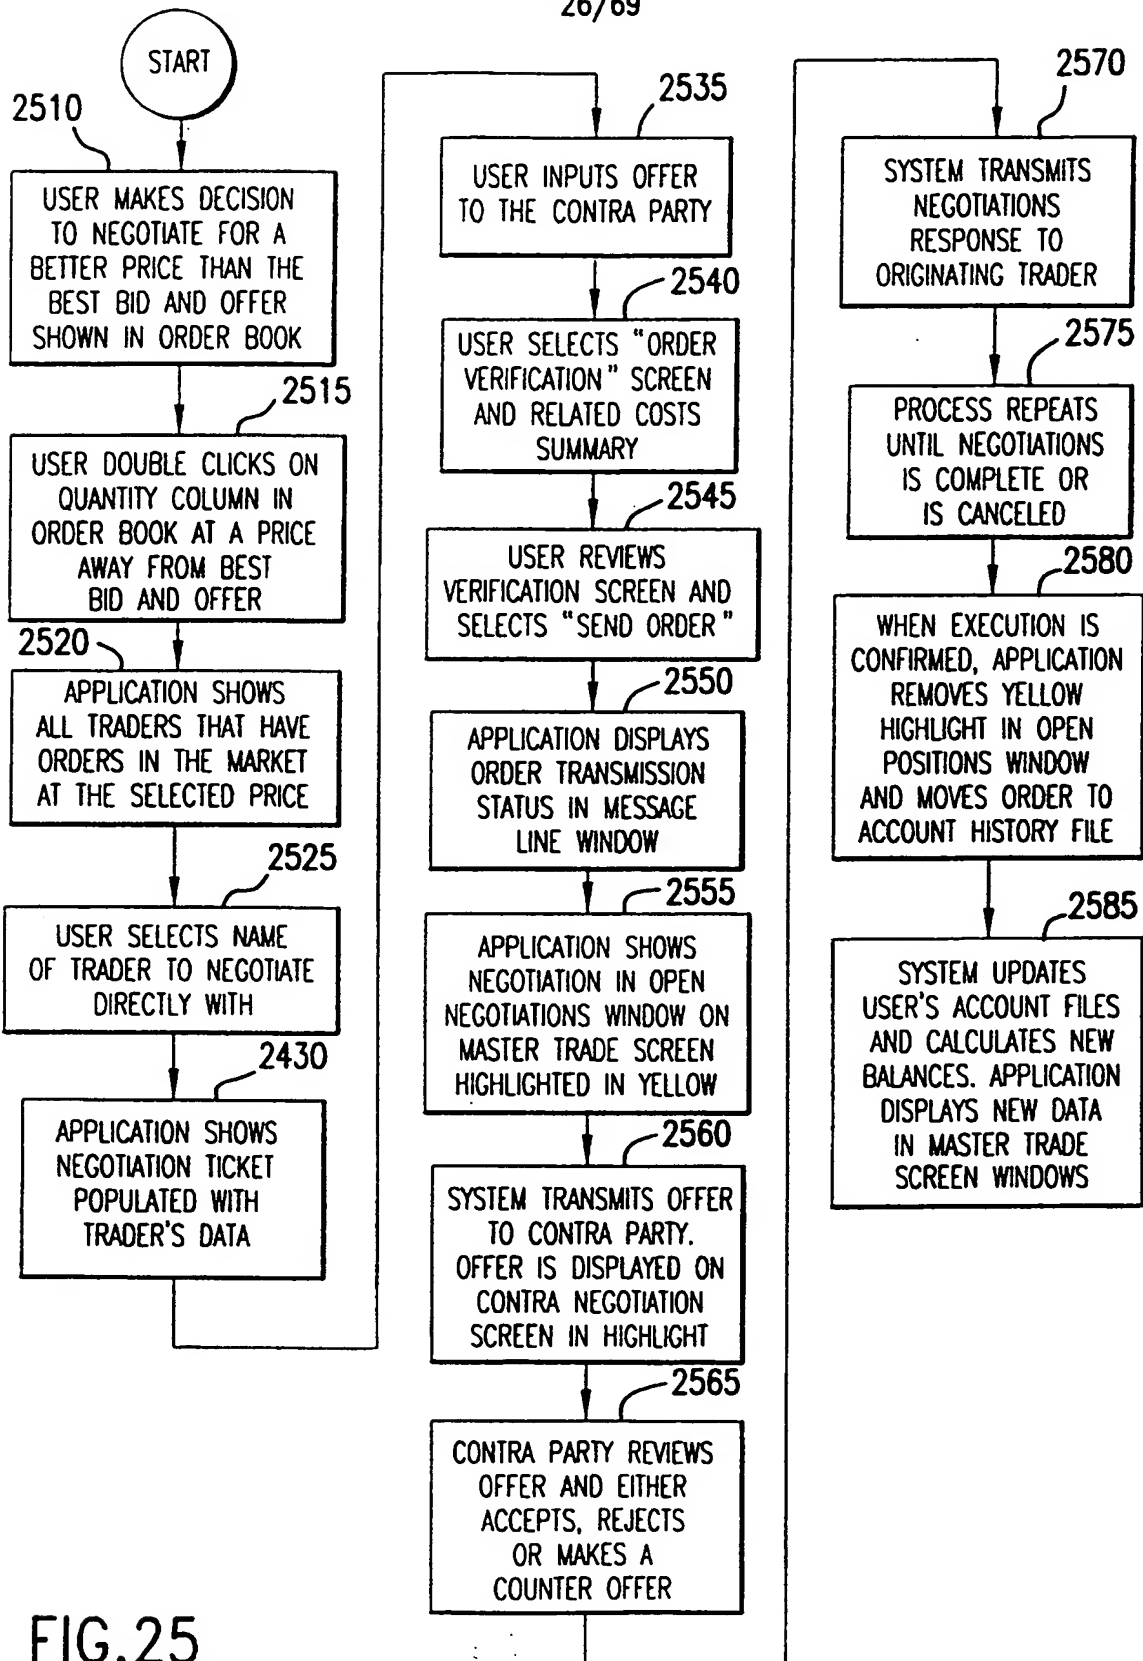 26/69
START
2510
USER MAKES DECISION
TO NEGOTIATE FOR A
BETTER PRICE THAN THE
BEST BID AND OFFER
SHOWN IN ORDER BOOK
2515
USER DOUBLE CLICKS ON
QUANTITY COLUMN IN
ORDER BOOK AT A PRICE
AWAY FROM BEST
BID AND OFFER
2520
APPLICATION SHOWS
ALL TRADERS THAT HAVE
ORDERS IN THE MARKET
AT THE SELECTED PRICE
2525
USER SELECTS NAME
OF TRADER TO NEGOTIATE
DIRECTLY WITH
2430
APPLICATION SHOWS
NEGOTIATION TICKET
POPULATED WITH
TRADER'S DATA
2535
USER INPUTS OFFER
TO THE CONTRA PARTY
2540
USER SELECTS "ORDER
VERIFICATION" SCREEN
AND RELATED COSTS
SUMMARY
2545
USER REVIEWS
VERIFICATION SCREEN AND
SELECTS "SEND ORDER"
2550
APPLICATION DISPLAYS
ORDER TRANSMISSION
STATUS IN MESSAGE
LINE WINDOW
2555
APPLICATION SHOWS
NEGOTIATION IN OPEN
NEGOTIATIONS WINDOW ON
MASTER TRADE SCREEN
HIGHLIGHTED IN YELLOW
2560
SYSTEM TRANSMITS OFFER
TO CONTRA PARTY.
OFFER IS DISPLAYED ON
CONTRA NEGOTIATION
SCREEN IN HIGHLIGHT
2565
CONTRA PARTY REVIEWS
OFFER AND EITHER
ACCEPTS, REJECTS
OR MAKES A
COUNTER OFFER
2570
SYSTEM TRANSMITS
NEGOTIATIONS
RESPONSE TO
ORIGINATING TRADER
2575
PROCESS REPEATS
UNTIL NEGOTIATIONS
IS COMPLETE OR
IS CANCELED
2580
WHEN EXECUTION IS
CONFIRMED, APPLICATION
REMOVES YELLOW
HIGHLIGHT IN OPEN
POSITIONS WINDOW
AND MOVES ORDER TO
ACCOUNT HISTORY FILE
2585
SYSTEM UPDATES
USER'S ACCOUNT FILES
AND CALCULATES NEW
BALANCES. APPLICATION
DISPLAYS NEW DATA
IN MASTER TRADE
SCREEN WINDOWS
FIG.25